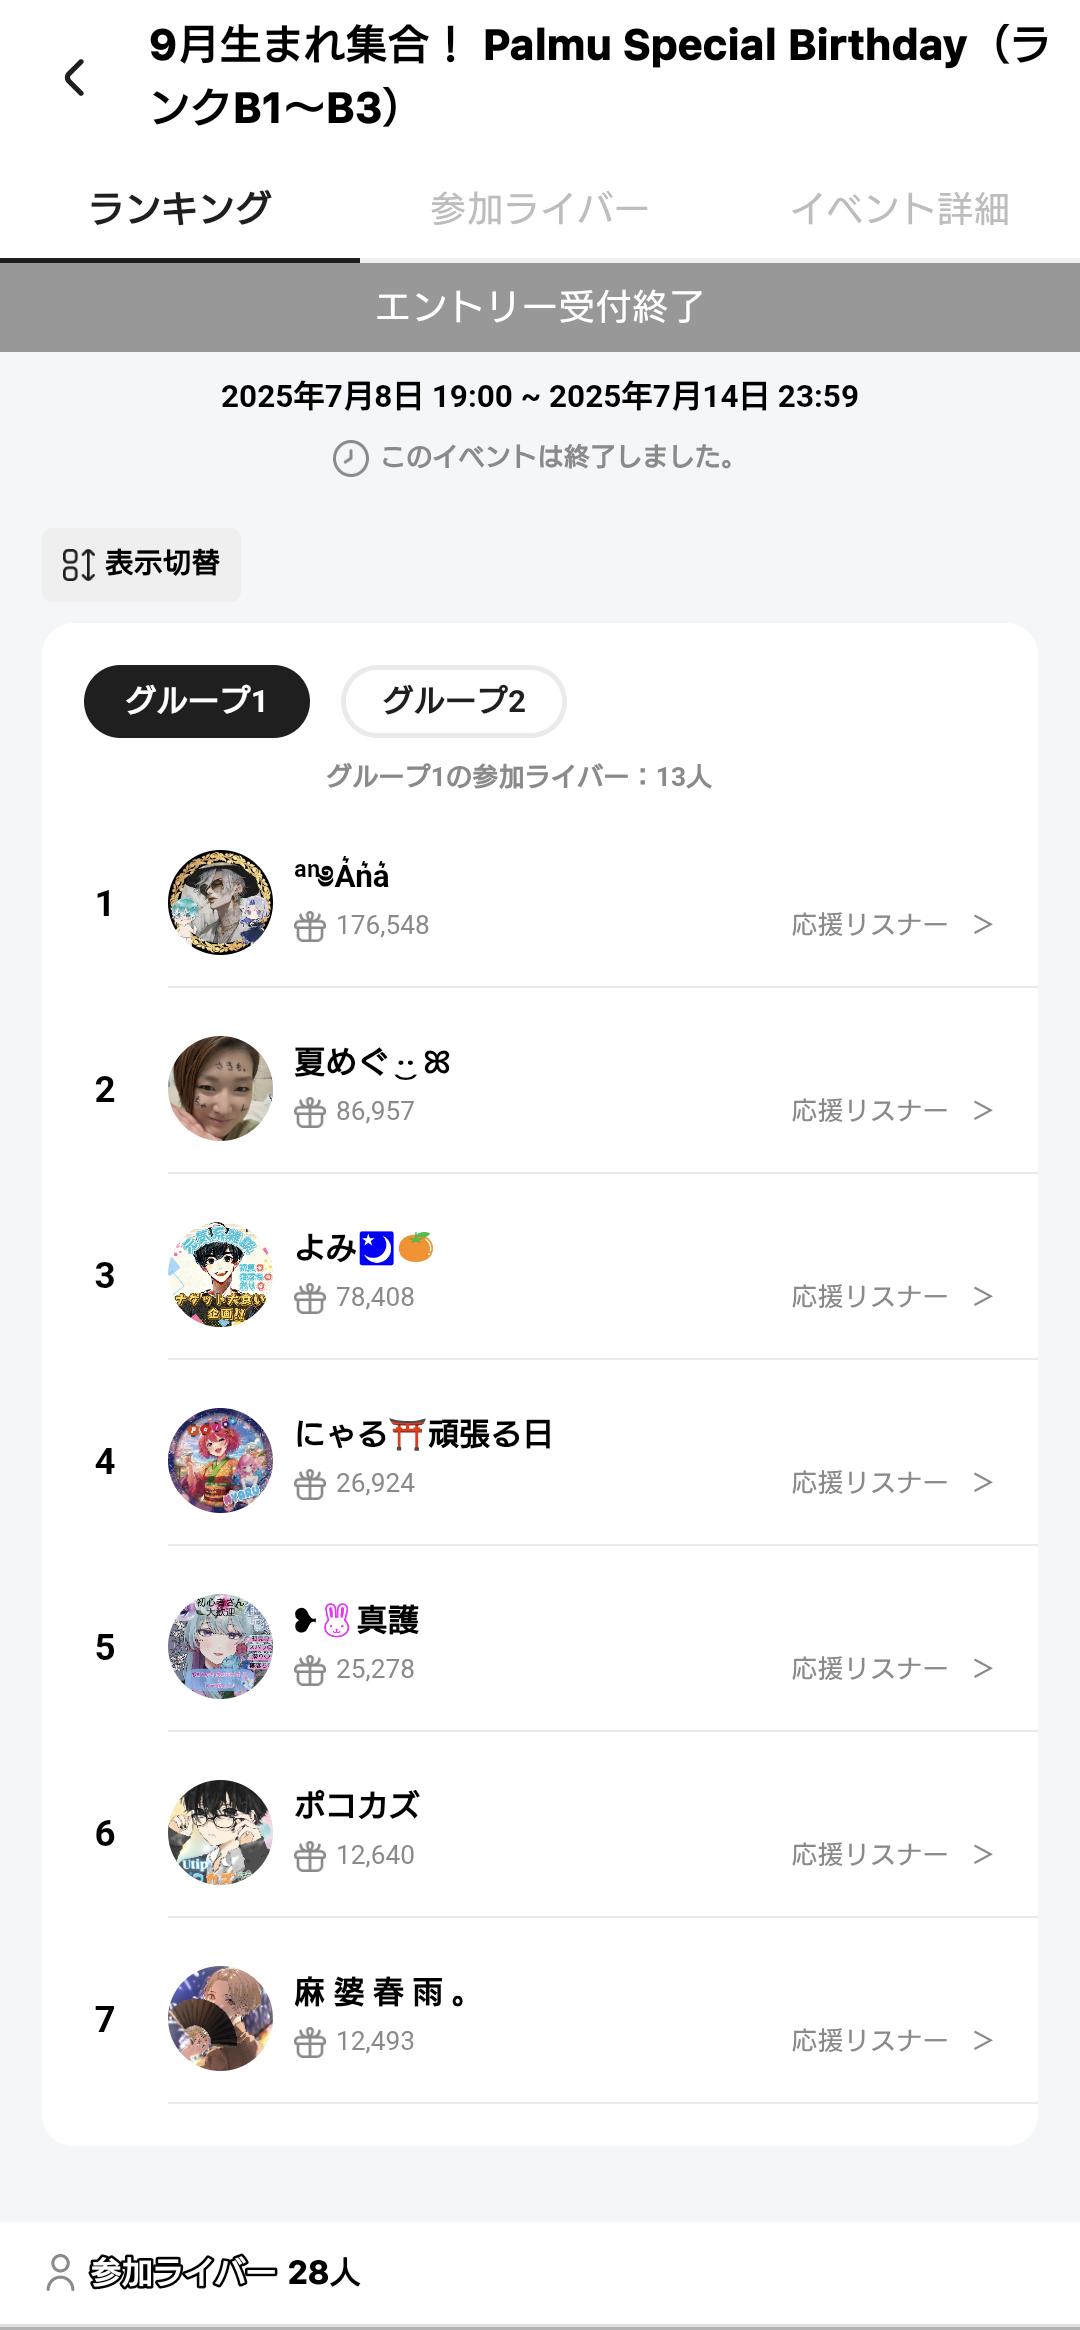 9月生まれ集合！ Palmu Special Birthday（ラ
ンクB1〜B3）
ランキング
参加ライバー
イベント詳細
エントリー受付終了
2025年7月8日 19:00 ~ 2025年7月14日 23:59
このイベントは終了しました。
表示切替
グループ1
グループ2
グループ1の参加ライバー：13人
1
176,548
応援リスナー >
2
夏めぐ
86,957
応援リスナー >
3
よみ🌙🍊
78,408
応援リスナー >
4
にゃる⛩️頑張る日
26,924
応援リスナー >
5
❥🐰真護
25,278
応援リスナー >
6
ポコカズ
12,640
応援リスナー >
7
麻 婆 春 雨 。
12,493
応援リスナー >
参加ライバー 28人